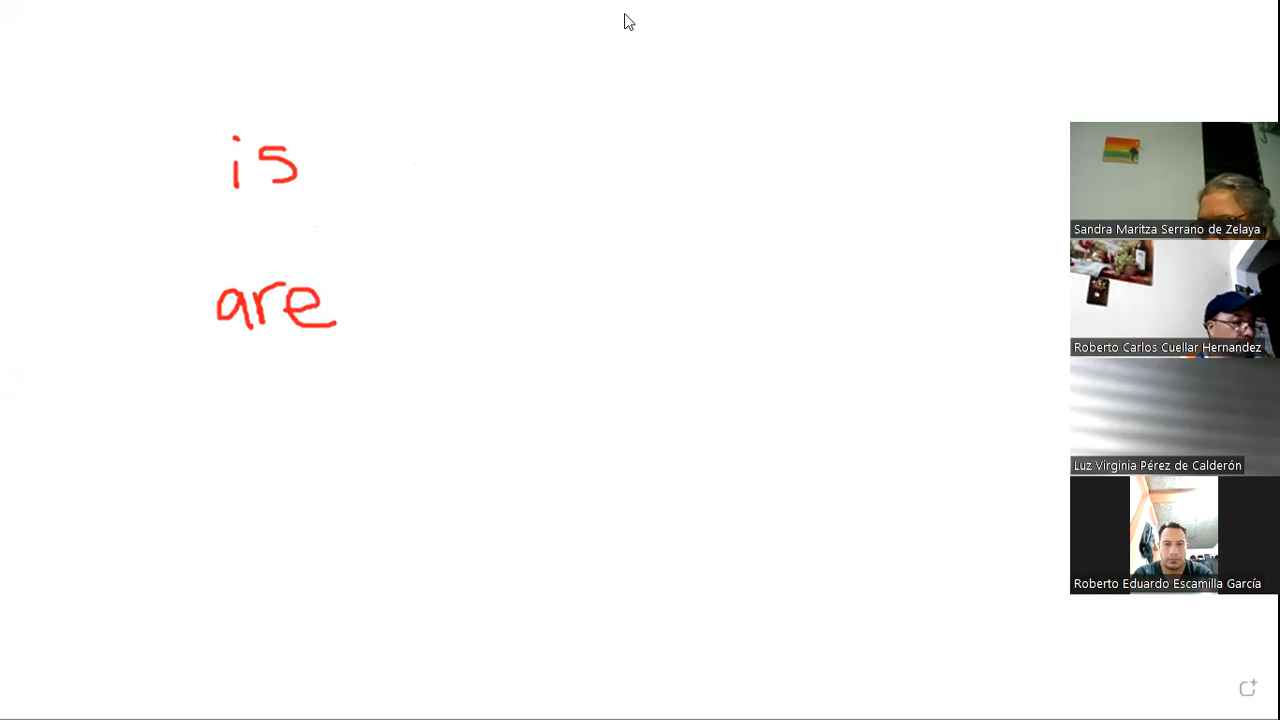 is
are
Sandra Maritza Serrano de Zelaya
Roberto Carlos Cuellar Hernandez
Luz Virginia Pérez de Calderón
Roberto Eduardo Escamilla García